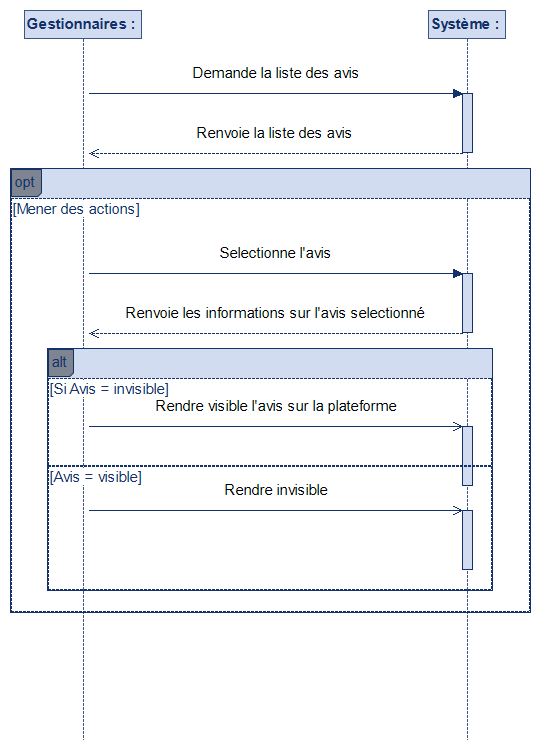 Gestionnaires :
Système :
Demande la liste des avis
Renvoie la liste des avis
opt
[Mener des actions]
Selectionne l'avis
Renvoie les informations sur l'avis selectionné
alt
[Si Avis = invisible]
Rendre visible l'avis sur la plateforme
[Avis = visible]
Rendre invisible